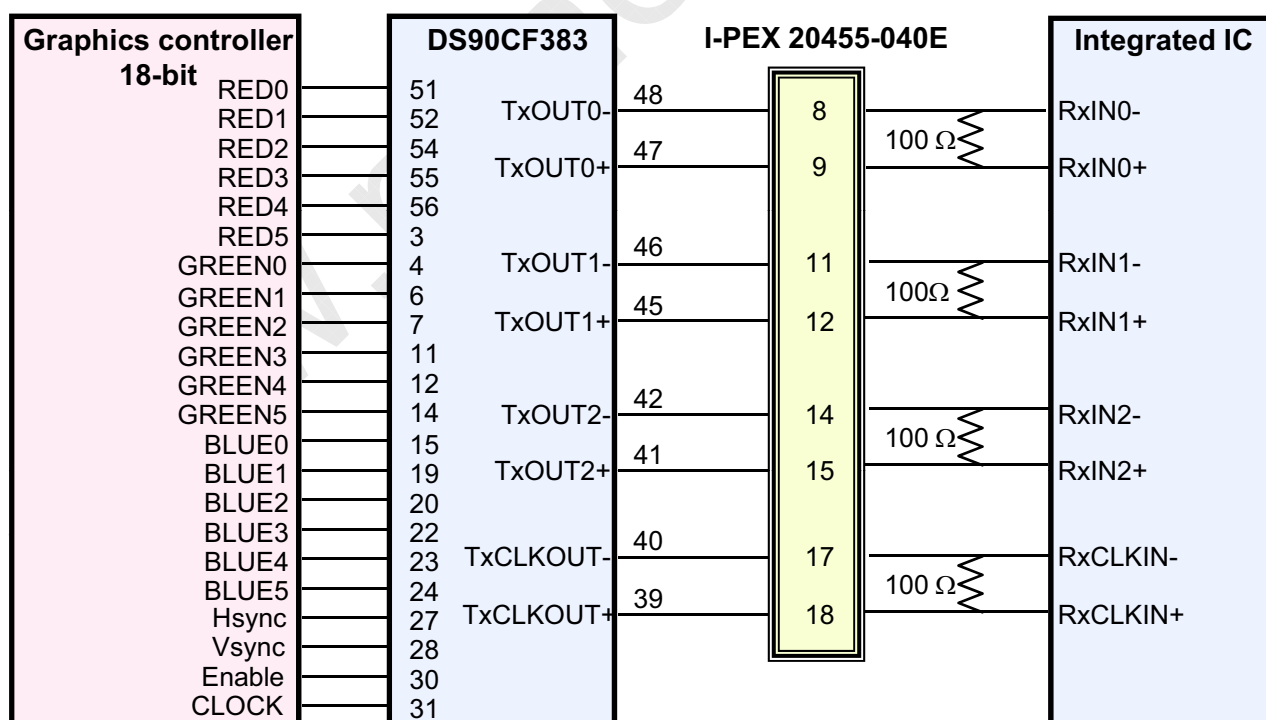 Graphics controller
18-bit
RED0
RED1
RED2
RED3
RED4
RED5
GREEN0
GREEN1
GREEN2
GREEN3
GREEN4
GREEN5
BLUE0
BLUE1
BLUE2
BLUE3
BLUE4
BLUE5
Hsync
Vsync
Enable
CLOCK
DS90CF383
51
52
54
55
56
3
4
6
7
11
12
14
15
19
20
22
23
24
27
28
30
31
TxOUT0-
TxOUT0+
TxOUT1-
TxOUT1+
TxOUT2-
TxOUT2+
TxCLKOUT-
TxCLKOUT+
48
47
46
45
42
41
40
39
I-PEX 20455-040E
8
9
11
12
14
15
17
18
100 Ω
100Ω
100 Ω
100 Ω
Integrated IC
RxIN0-
RxIN0+
RxIN1-
RxIN1+
RxIN2-
RxIN2+
RxCLKIN-
RxCLKIN+